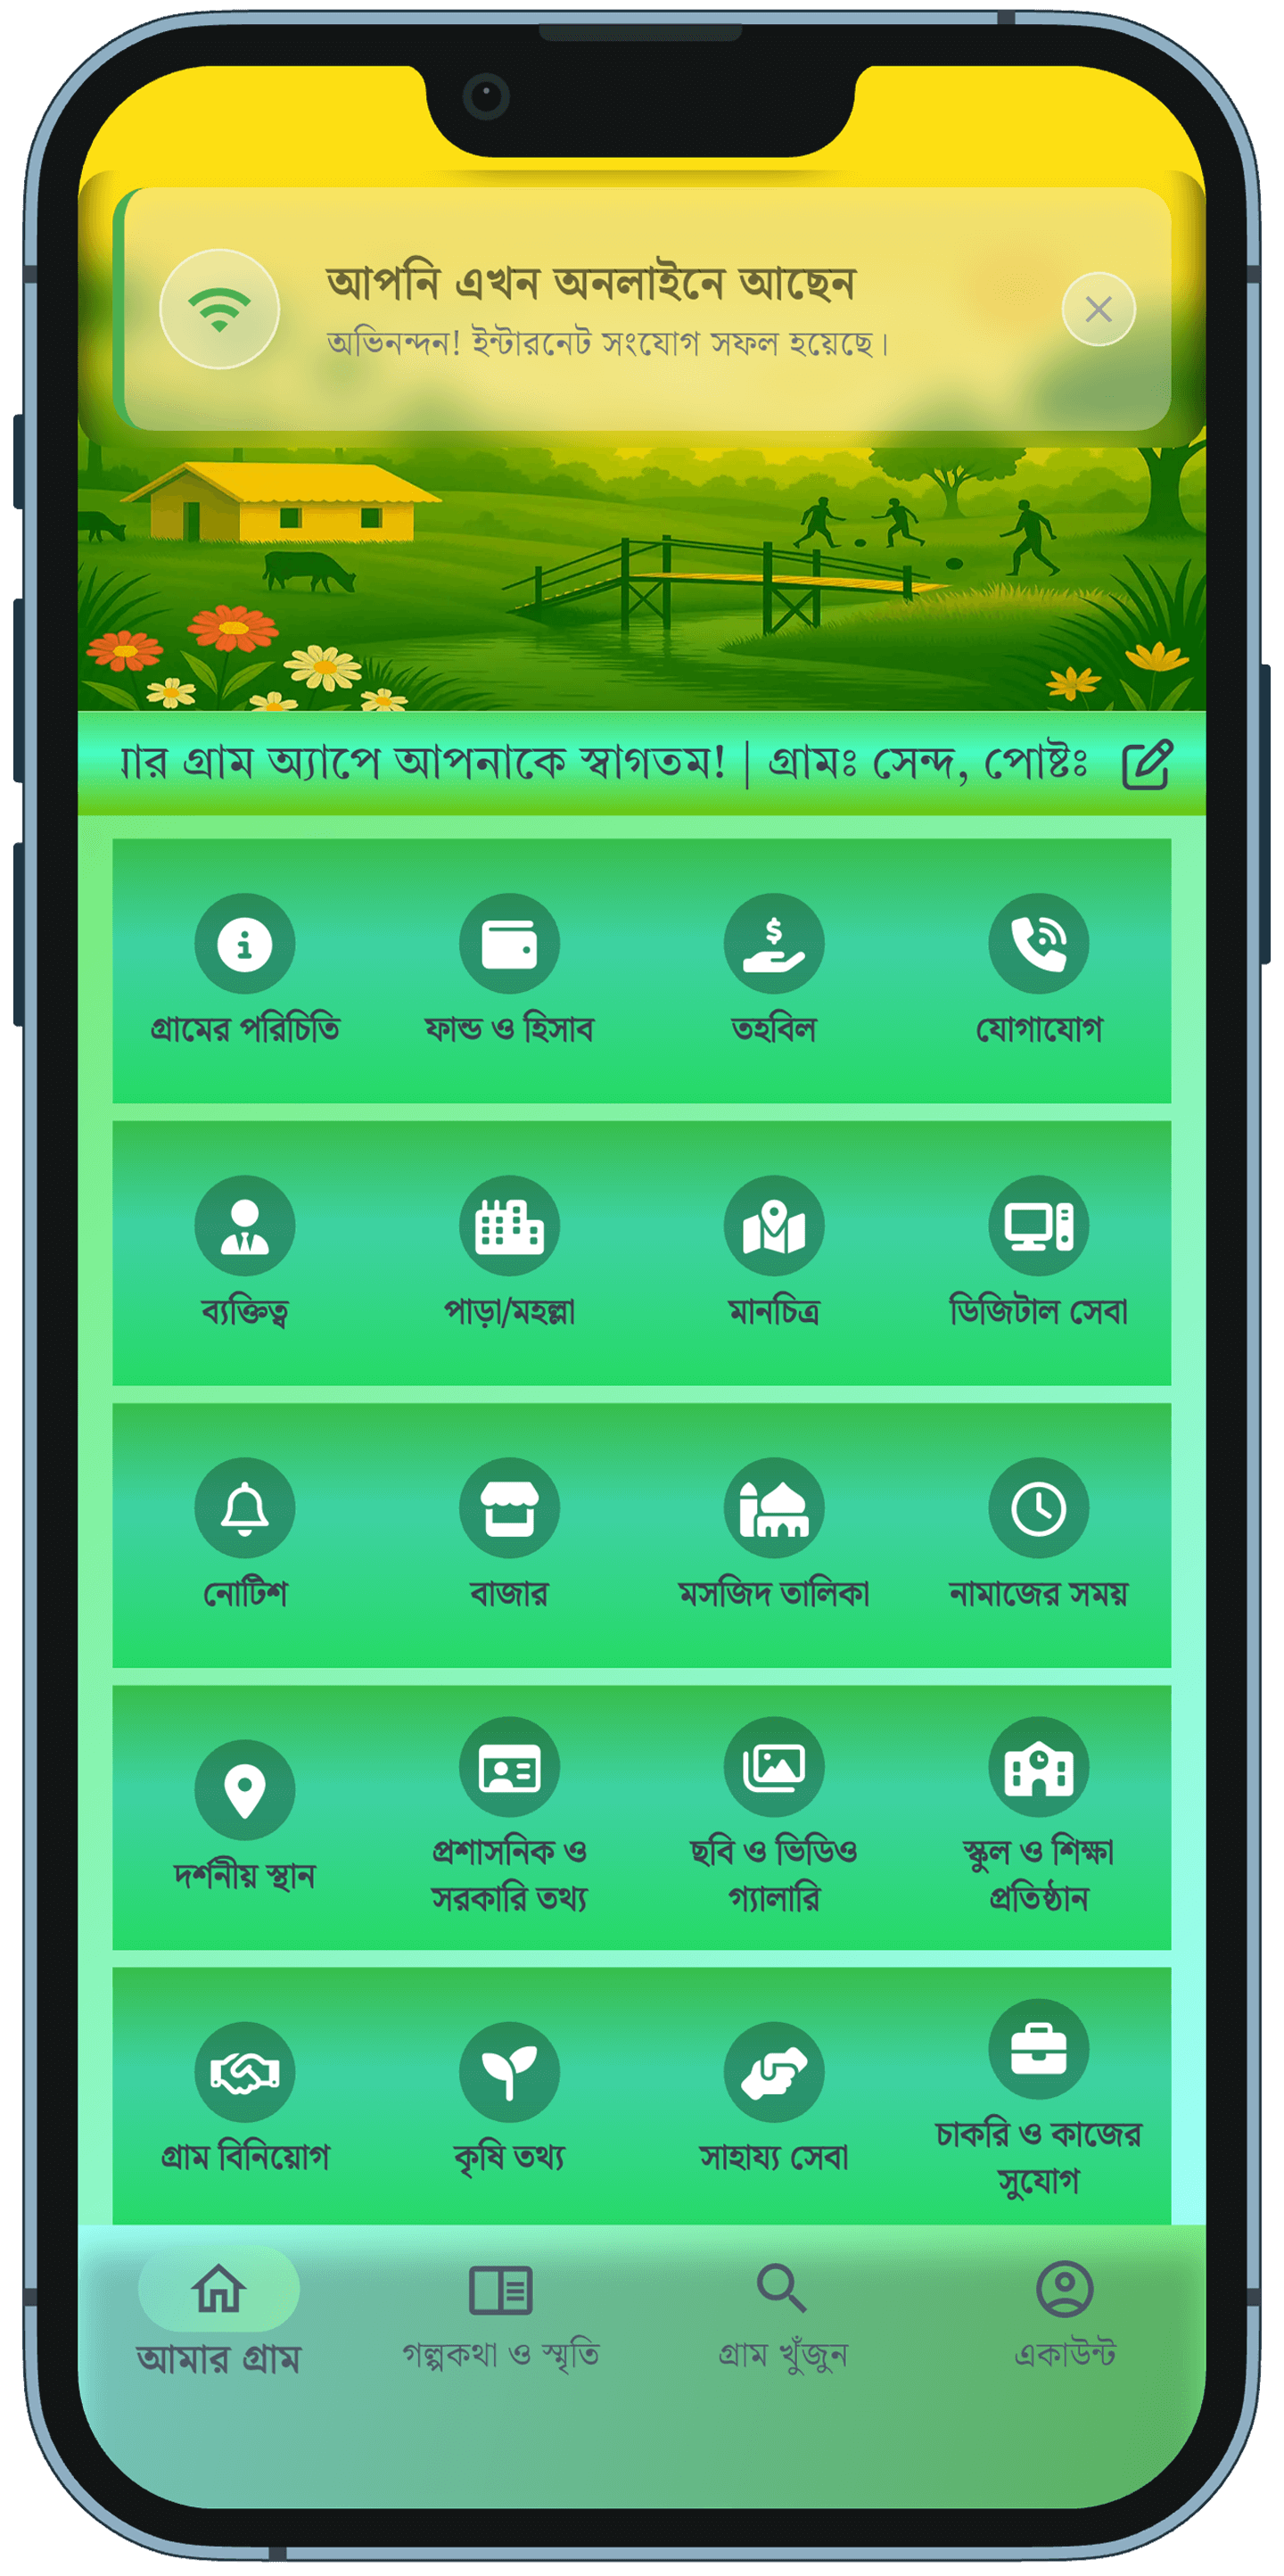 আপনি এখন অনলাইনে আছেন
অভিনন্দন! ইন্টারনেট সংযোগ সফল হয়েছে।
গ্রাম অ্যাপে আপনাকে স্বাগতম! | গ্রামঃ সেন্দ, পোষ্টঃ
গ্রামের পরিচিতি ফান্ড ও হিসাব তহবিল যোগাযোগ
ব্যক্তিত্ব পাড়া/মহল্লা মানচিত্র ডিজিটাল সেবা
নোটিশ বাজার মসজিদ তালিকা নামাজের সময়
দর্শনীয় স্থান
প্রশাসনিক ও
সরকারি তথ্য
ছবি ও ভিডিও
গ্যালারি
স্কুল ও শিক্ষা
প্রতিষ্ঠান
গ্রাম বিনিয়োগ কৃষি তথ্য সাহায্য সেবা
চাকরি ও কাজের
সুযোগ
আমার গ্রাম গল্পকথা ও স্মৃতি গ্রাম খুঁজুন একাউন্ট